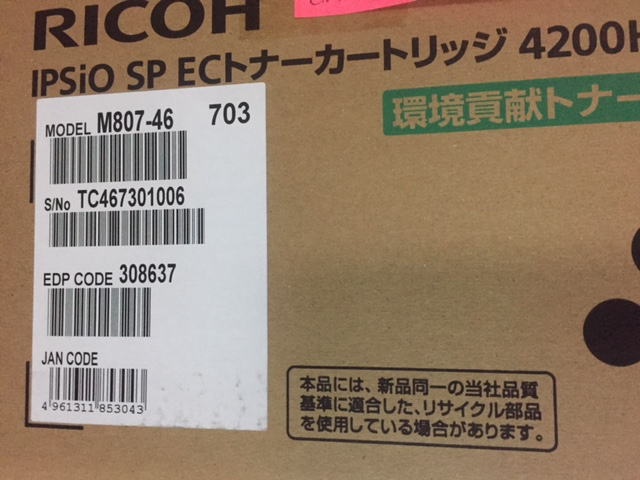 RICOH
IPSiO SP ECトナーカートリッジ 4200H
環境貢献トナー
MODEL M807-46 703
S/No TC467301006
EDP CODE 308637
JAN CODE
4 961311 853043
本品には、新品同一の当社品質
基準に適合した、リサイクル部品
を使用している場合があります。